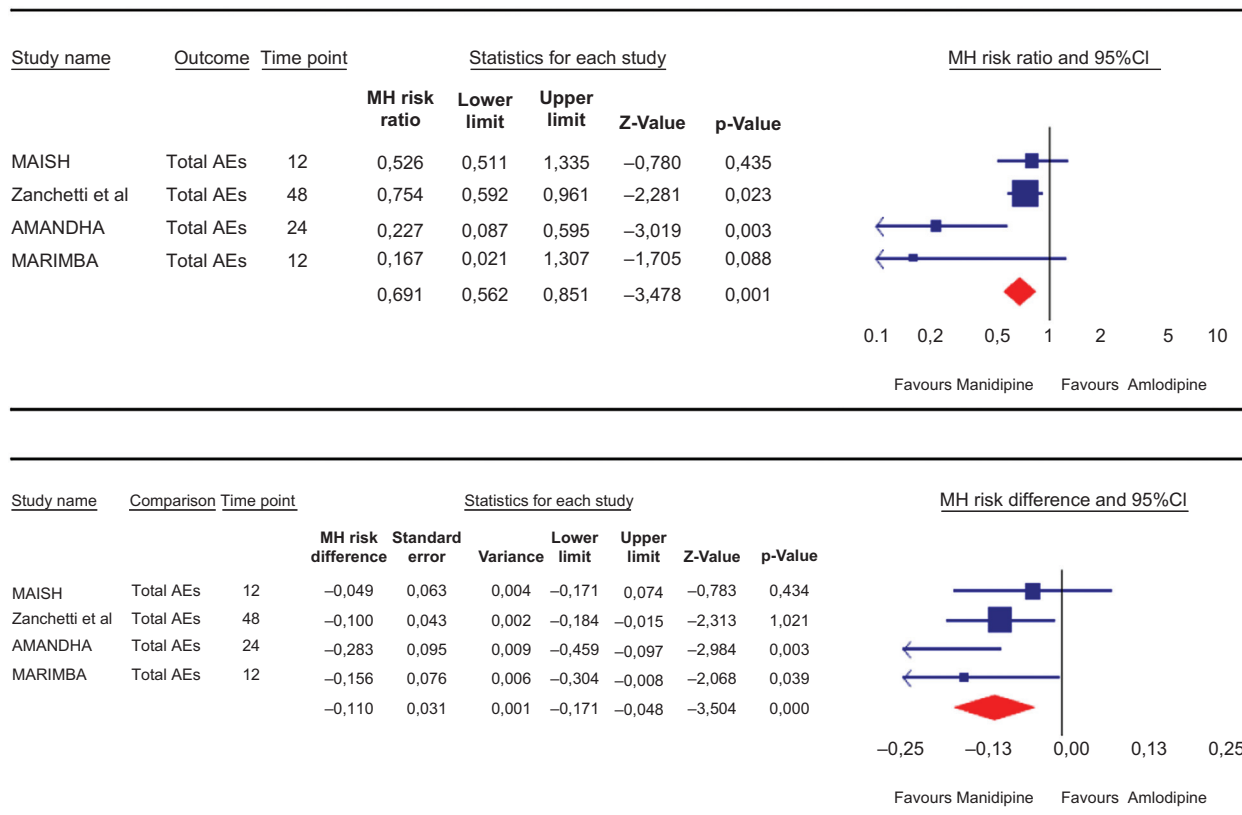 Study name Outcome Time point Statistics for each study MH risk ratio and 95%CI
MH risk ratio Lower limit Upper limit Z-Value p-Value
MAISH Total AEs 12 0,526 0,511 1,335 –0,780 0,435
Zanchetti et al Total AEs 48 0,754 0,592 0,961 –2,281 0,023
AMANDHA Total AEs 24 0,227 0,087 0,595 –3,019 0,003
MARIMBA Total AEs 12 0,167 0,021 1,307 –1,705 0,088
0,691 0,562 0,851 –3,478 0,001
0.1 0,2 0,5 1 2 5 10
Favours Manidipine Favours Amlodipine
Study name Comparison Time point Statistics for each study MH risk difference and 95%CI
MH risk difference Standard error Variance Lower limit Upper limit Z-Value p-Value
MAISH Total AEs 12 –0,049 0,063 0,004 –0,171 0,074 –0,783 0,434
Zanchetti et al Total AEs 48 –0,100 0,043 0,002 –0,184 –0,015 –2,313 1,021
AMANDHA Total AEs 24 –0,283 0,095 0,009 –0,459 –0,097 –2,984 0,003
MARIMBA Total AEs 12 –0,156 0,076 0,006 –0,304 –0,008 –2,068 0,039
–0,110 0,031 0,001 –0,171 –0,048 –3,504 0,000
–0,25 –0,13 0,00 0,13 0,25
Favours Manidipine Favours Amlodipine